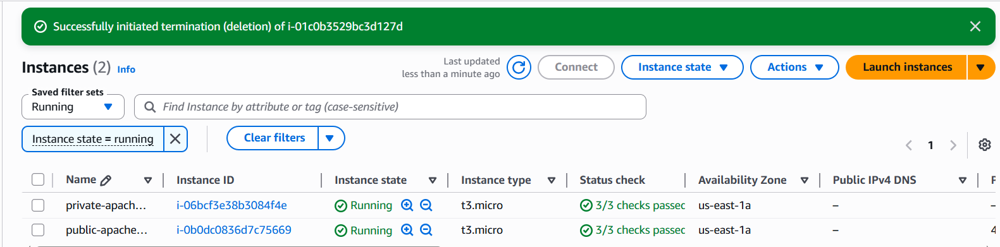 Successfully initiated termination (deletion) of i-01c0b3529bc3d127d
Instances (2) Info
Last updated
less than a minute ago
Connect
Instance state
Actions
Launch instances
Saved filter sets
Running
Find Instance by attribute or tag (case-sensitive)
Instance state = running
Clear filters
1
Name Instance ID Instance state Instance type Status check Availability Zone Public IPv4 DNS P
private-apach... i-06bcf3e38b3084f4e Running t3.micro 3/3 checks passed us-east-1a – –
public-apache... i-0b0dc0836d7c75669 Running t3.micro 3/3 checks passed us-east-1a – 4